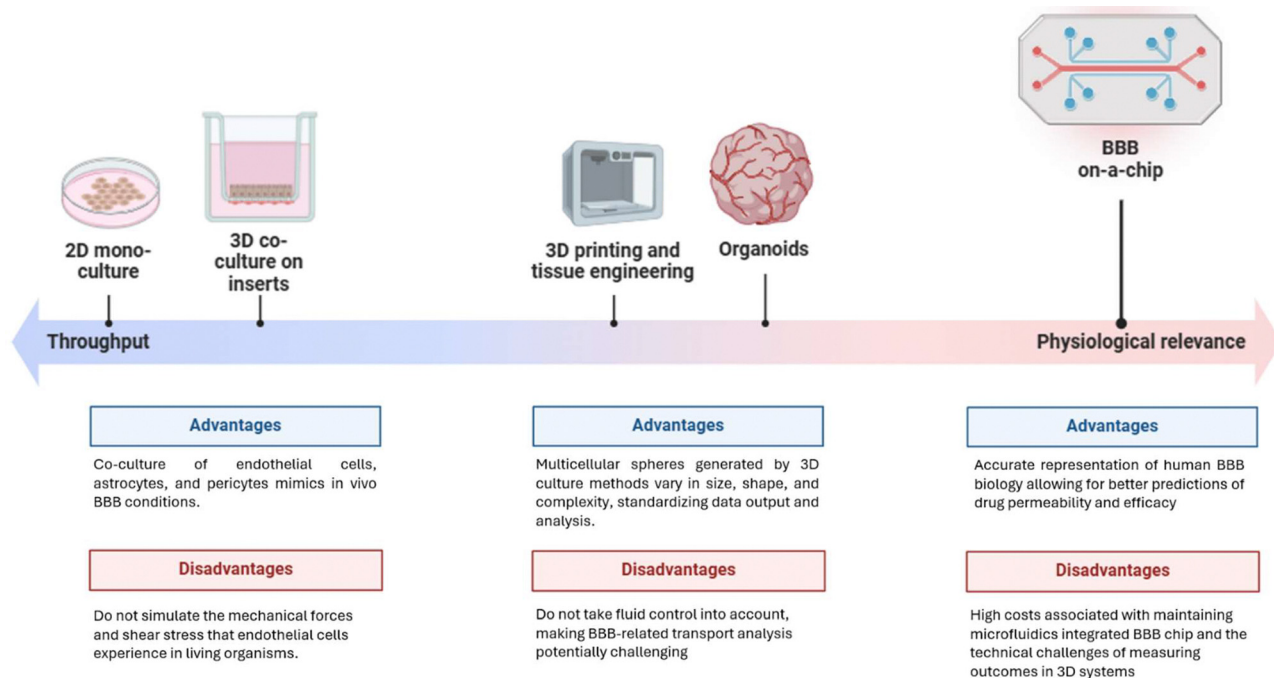 2D mono-
culture
3D co-
culture on
inserts
3D printing and
tissue engineering
Organoids
BBB
on-a-chip
Throughput
Physiological relevance
Advantages
Co-culture of endothelial cells,
astrocytes, and pericytes mimics in vivo
BBB conditions.
Disadvantages
Do not simulate the mechanical forces
and shear stress that endothelial cells
experience in living organisms.
Advantages
Multicellular spheres generated by 3D
culture methods vary in size, shape, and
complexity, standardizing data output and
analysis.
Disadvantages
Do not take fluid control into account,
making BBB-related transport analysis
potentially challenging
Advantages
Accurate representation of human BBB
biology allowing for better predictions of
drug permeability and efficacy
Disadvantages
High costs associated with maintaining
microfluidics integrated BBB chip and the
technical challenges of measuring
outcomes in 3D systems